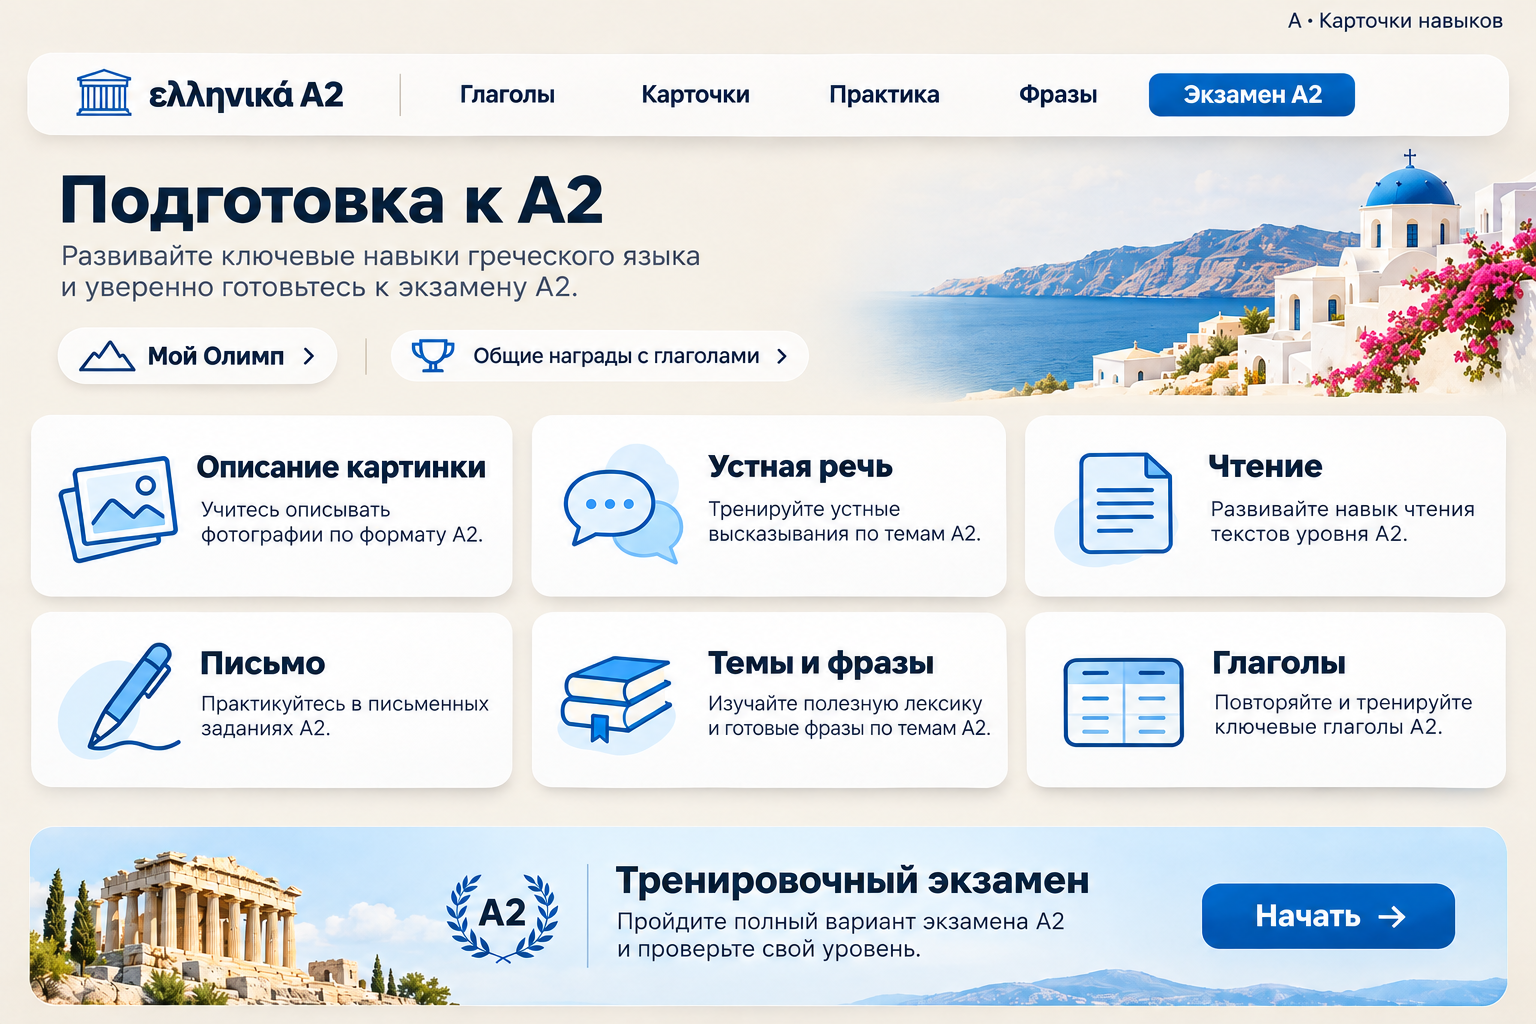 А • Карточки навыков
ελληνικά A2
Глаголы
Карточки
Практика
Фразы
Экзамен A2
Подготовка к A2
Развивайте ключевые навыки греческого языка
и уверенно готовьтесь к экзамену A2.
Мой Олимп
Общие награды с глаголами
Описание картинки
Учитесь описывать
фотографии по формату A2.
Устная речь
Тренируйте устные
высказывания по темам A2.
Чтение
Развивайте навык чтения
текстов уровня A2.
Письмо
Практикуйтесь в письменных
заданиях A2.
Темы и фразы
Изучайте полезную лексику
и готовые фразы по темам A2.
Глаголы
Повторяйте и тренируйте
ключевые глаголы A2.
A2
Тренировочный экзамен
Пройдите полный вариант экзамена A2
и проверьте свой уровень.
Начать →